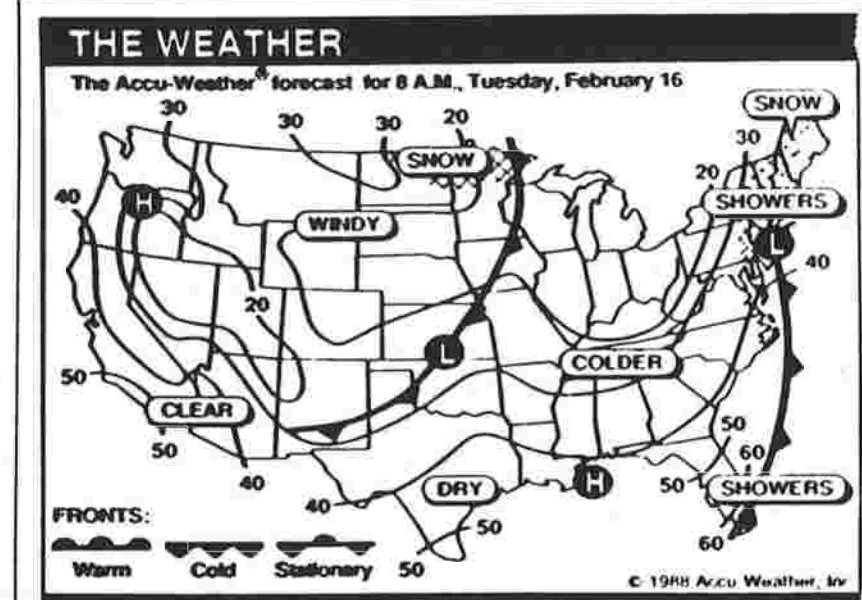 THE WEATHER
The Accu-Weather® forecast for 8 A.M., Tuesday, February 16
SNOW
30
30
30
20
30
SNOW
20
40
SHOWERS
H
WINDY
L
40
20
L
COLDER
50
CLEAR
50
50
60
40
DRY
H
50
SHOWERS
40
50
60
FRONTS:
Warm
Cold
Stationary
50
© 1988 Accu Weather, Inc